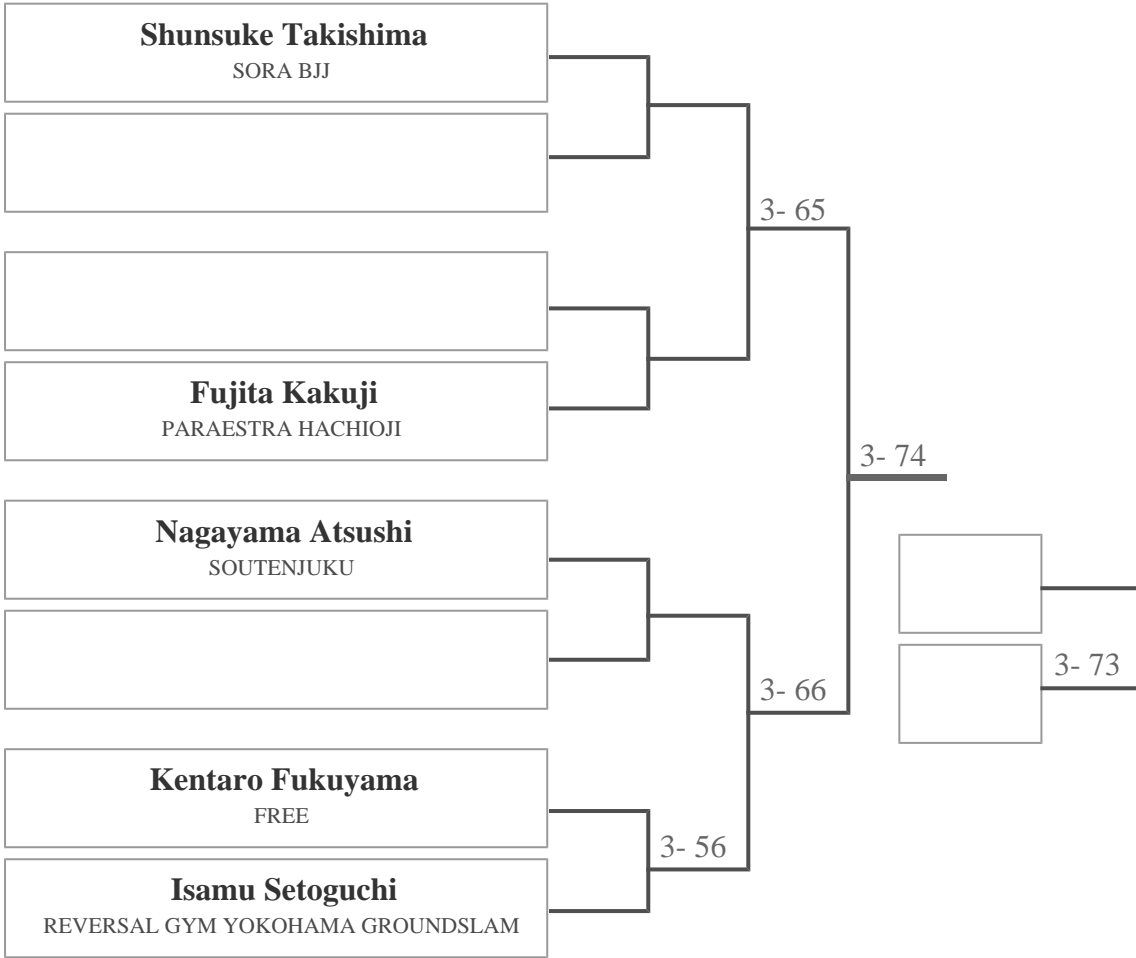 Shunsuke Takishima
SORA BJJ
3- 65
Fujita Kakuji
PARAESTRA HACHIOJI
3- 74
Nagayama Atsushi
SOUTENJUKU
3- 73
3- 66
Kentaro Fukuyama
FREE
3- 56
Isamu Setoguchi
REVERSAL GYM YOKOHAMA GROUNDSLAM